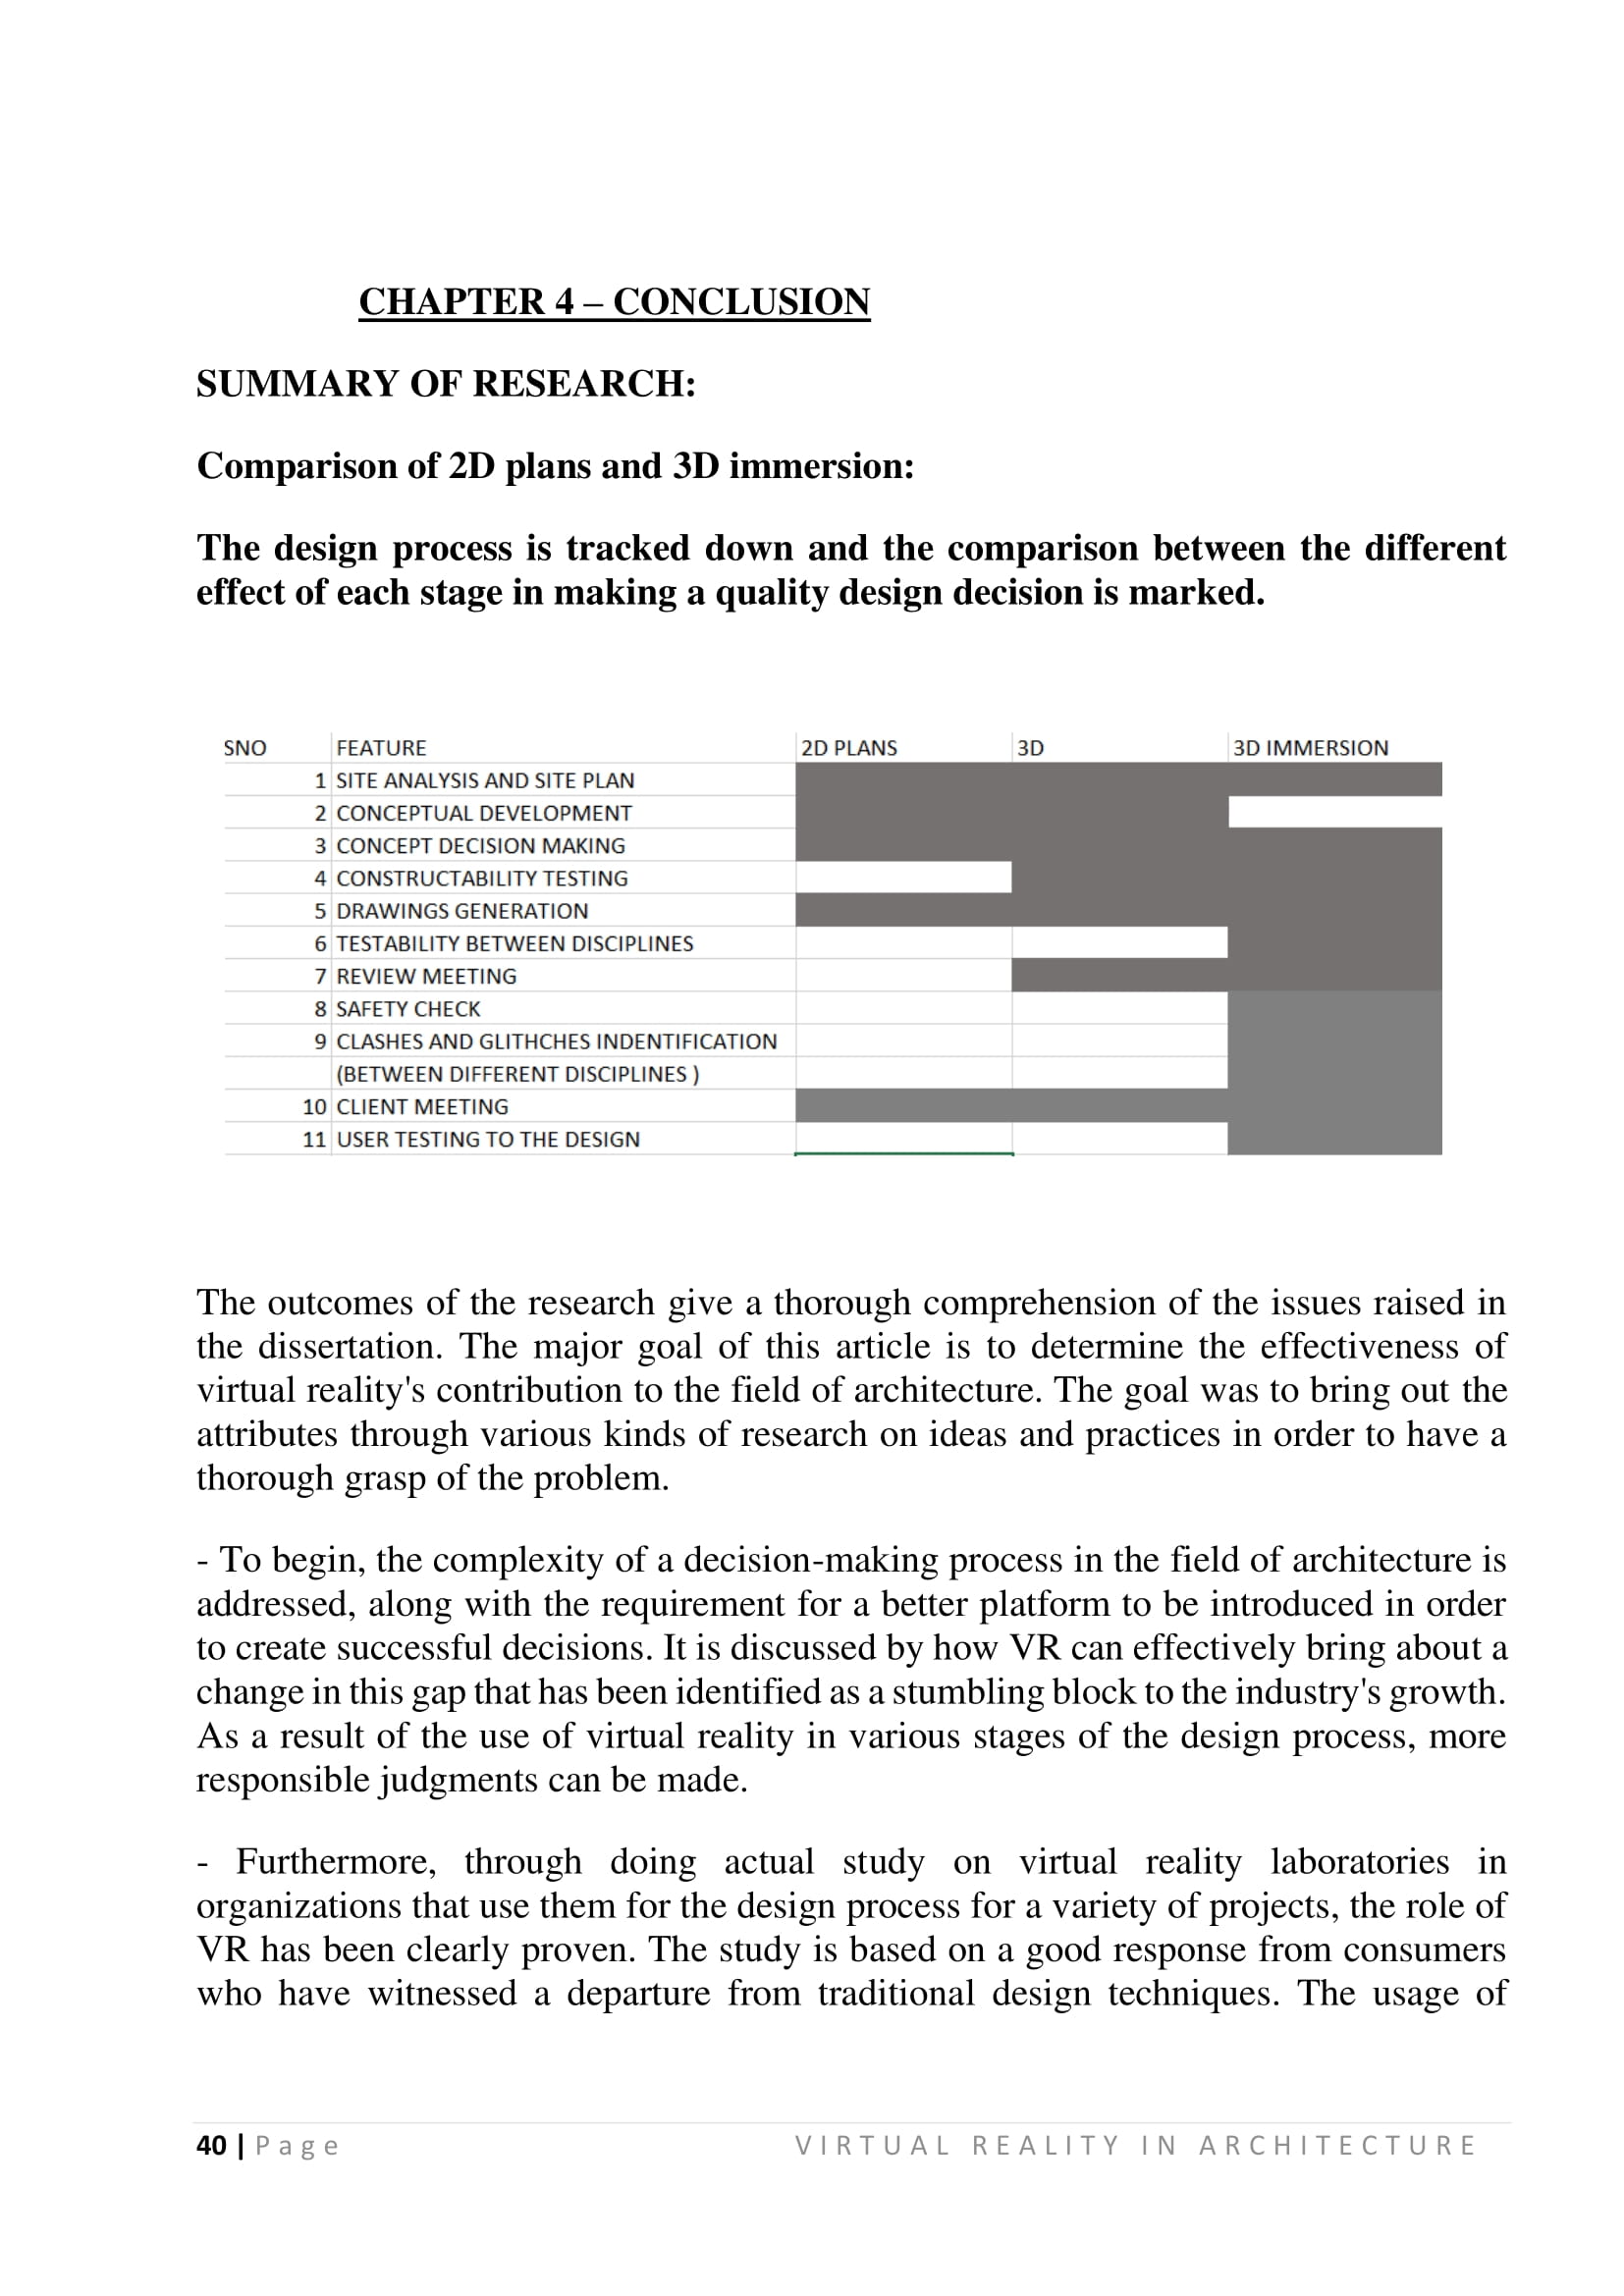 CHAPTER 4 – CONCLUSION
SUMMARY OF RESEARCH:
Comparison of 2D plans and 3D immersion:
The design process is tracked down and the comparison between the different
effect of each stage in making a quality design decision is marked.
SNO FEATURE 2D PLANS 3D 3D IMMERSION
1 SITE ANALYSIS AND SITE PLAN
2 CONCEPTUAL DEVELOPMENT
3 CONCEPT DECISION MAKING
4 CONSTRUCTABILITY TESTING
5 DRAWINGS GENERATION
6 TESTABILITY BETWEEN DISCIPLINES
7 REVIEW MEETING
8 SAFETY CHECK
9 CLASHES AND GLITHCHES INDENTIFICATION
(BETWEEN DIFFERENT DISCIPLINES )
10 CLIENT MEETING
11 USER TESTING TO THE DESIGN
The outcomes of the research give a thorough comprehension of the issues raised in
the dissertation. The major goal of this article is to determine the effectiveness of
virtual reality's contribution to the field of architecture. The goal was to bring out the
attributes through various kinds of research on ideas and practices in order to have a
thorough grasp of the problem.
- To begin, the complexity of a decision-making process in the field of architecture is
addressed, along with the requirement for a better platform to be introduced in order
to create successful decisions. It is discussed by how VR can effectively bring about a
change in this gap that has been identified as a stumbling block to the industry's growth.
As a result of the use of virtual reality in various stages of the design process, more
responsible judgments can be made.
- Furthermore, through doing actual study on virtual reality laboratories in
organizations that use them for the design process for a variety of projects, the role of
VR has been clearly proven. The study is based on a good response from consumers
who have witnessed a departure from traditional design techniques. The usage of
40 | Page VIRTUAL REALITY IN ARCHITECTURE